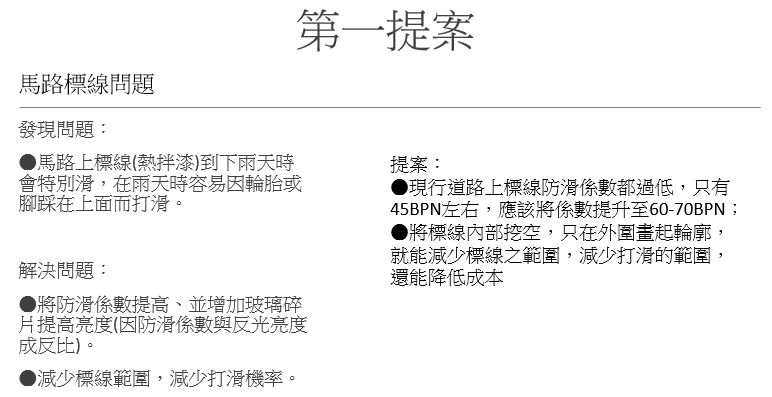 第一提案
馬路標線問題
發現問題：
●馬路上標線(熱拌漆)到下雨天時
會特別滑，在雨天時容易因輪胎或
腳踩在上面而打滑。
解決問題：
●將防滑係數提高、並增加玻璃碎
片提高亮度(因防滑係數與反光亮度
成反比)。
●減少標線範圍，減少打滑機率。
提案：
●現行道路上標線防滑係數都過低，只有
45BPN左右，應該將係數提升至60-70BPN；
●將標線內部挖空，只在外圍畫起輪廓，
就能減少標線之範圍，減少打滑的範圍，
還能降低成本